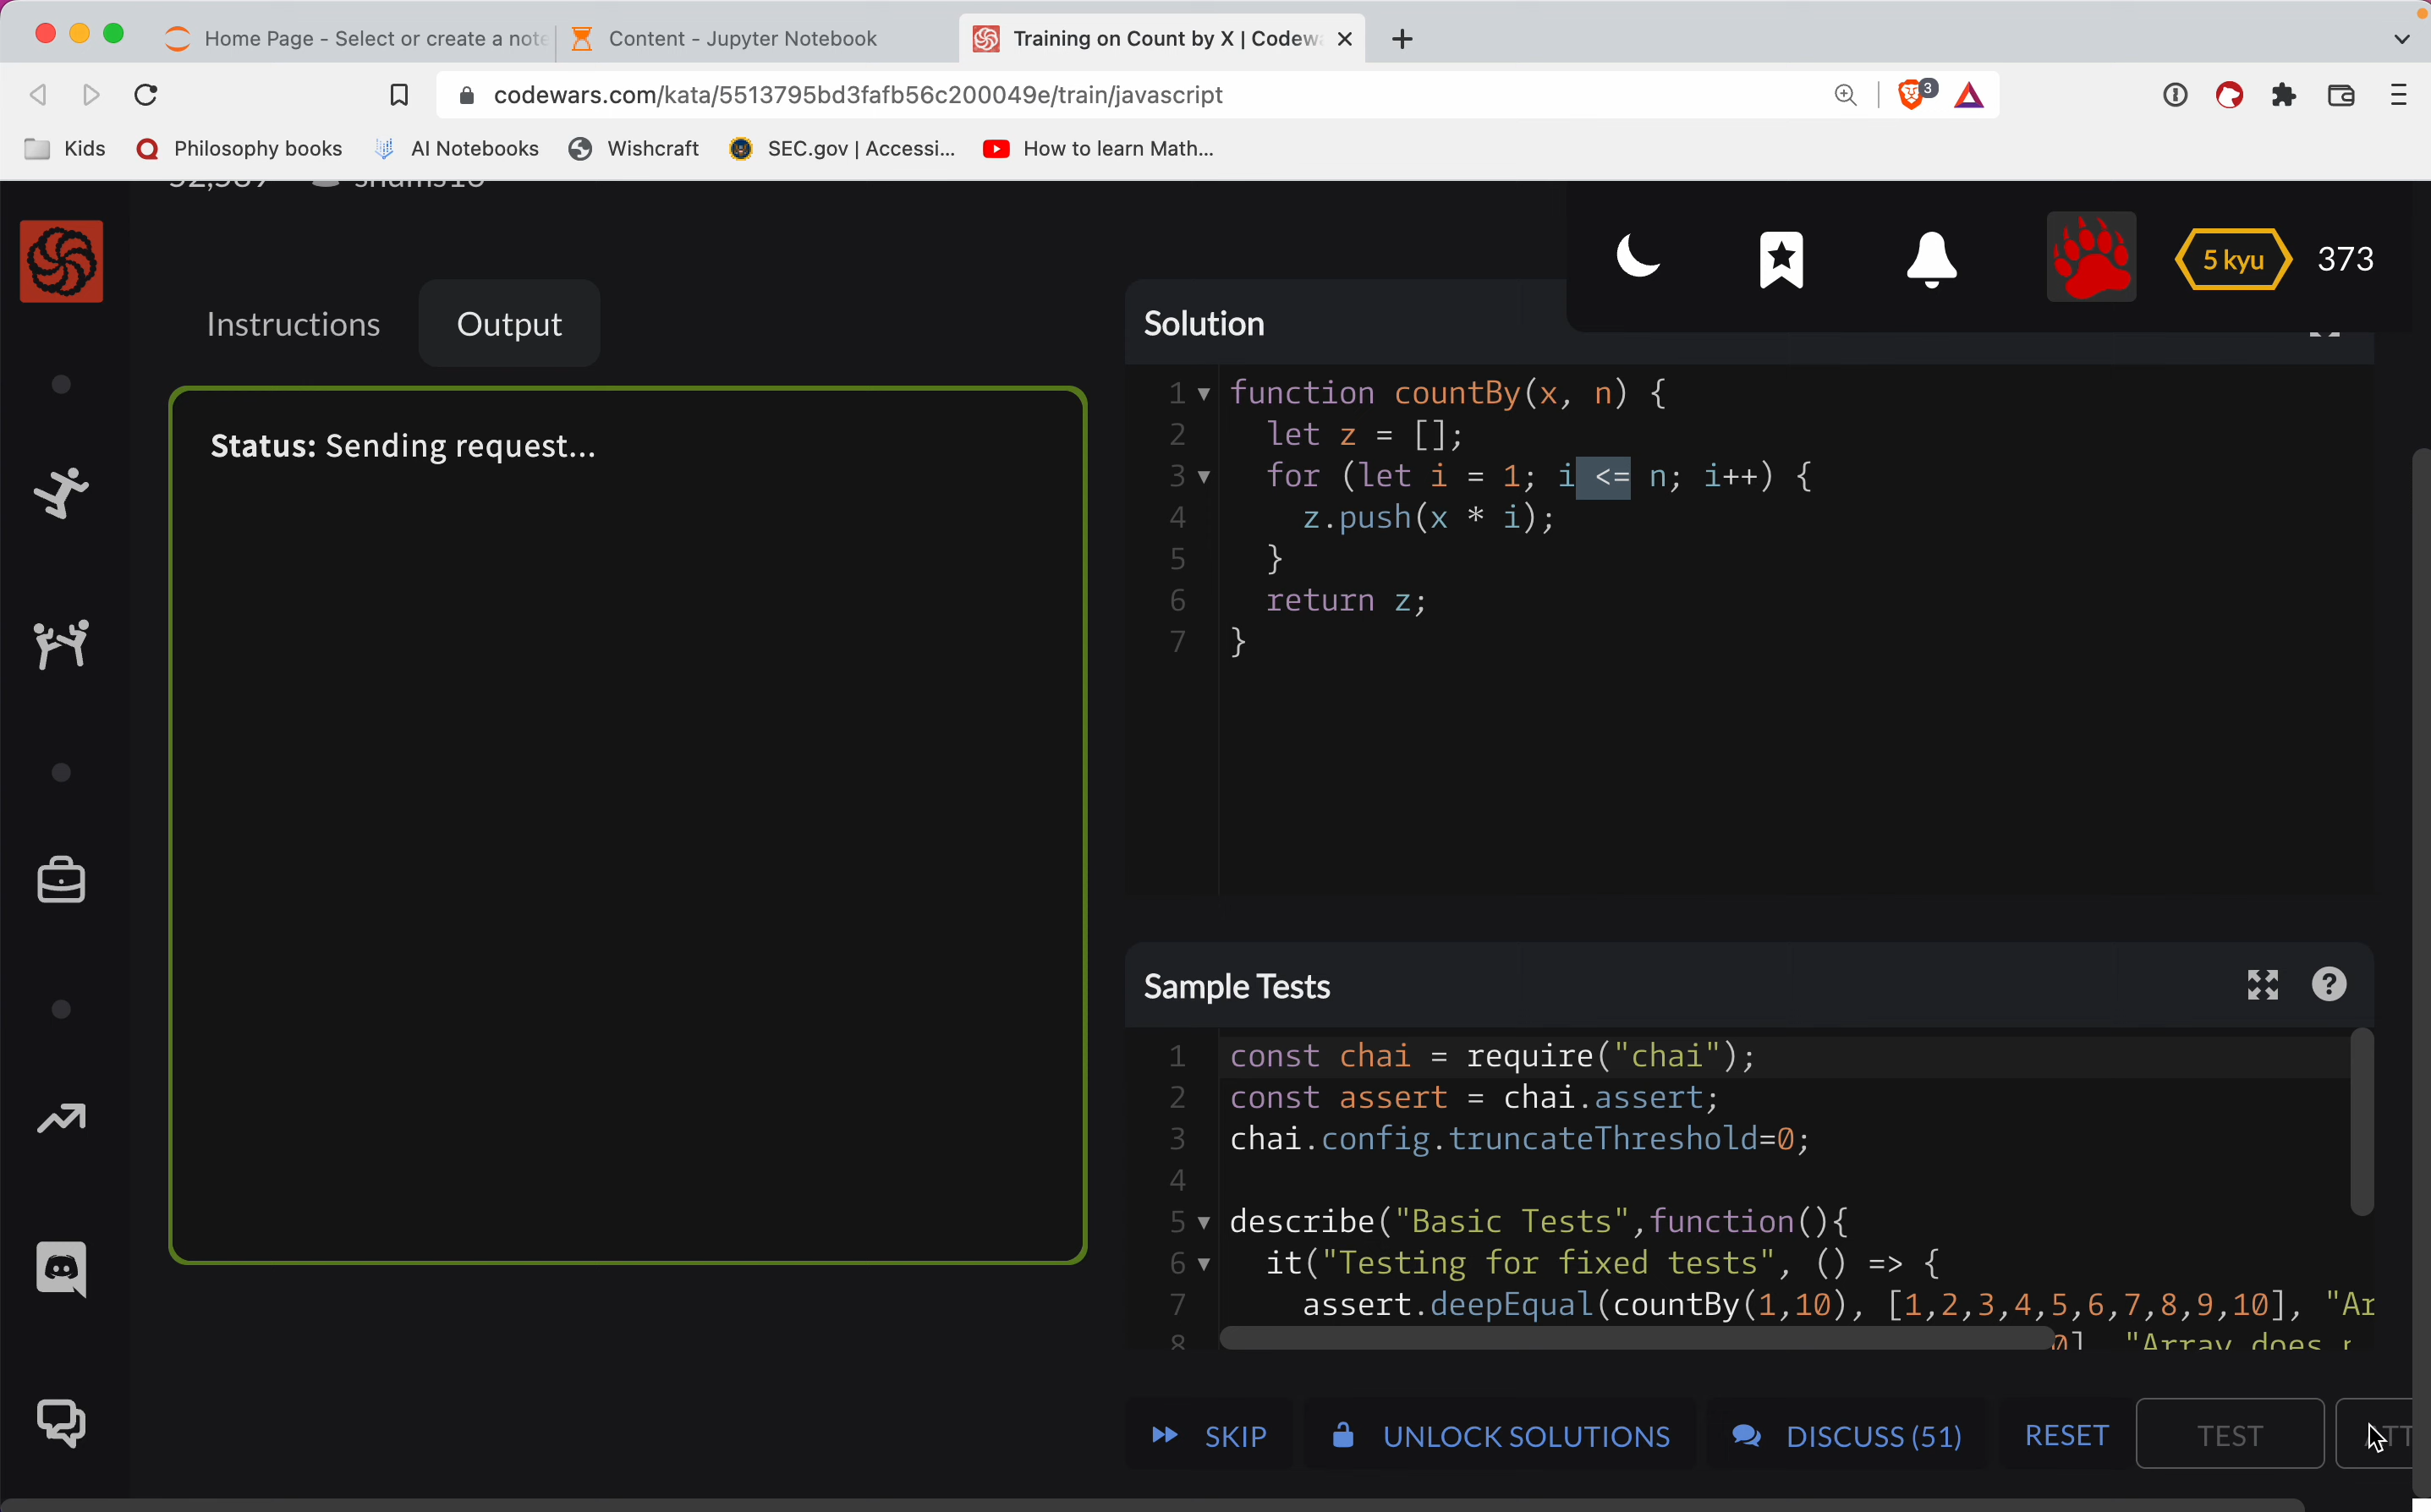 Home Page - Select or create a note
Content - Jupyter Notebook
Training on Count by X | Codew
codewars.com/kata/5513795bd3fafb56c200049e/train/javascript
3
Kids
Philosophy books
AI Notebooks
Wishcraft
SEC.gov | Accessi...
How to learn Math...
5 kyu
373
Instructions
Output
Status: Sending request...
Solution
1 function countBy(x, n) {
2 let z = [];
3 for (let i = 1; i <= n; i++) {
4 z.push(x * i);
5 }
6 return z;
7 }
Sample Tests
?
1 const chai = require("chai");
2 const assert = chai.assert;
3 chai.config.truncateThreshold=0;
4
5 describe("Basic Tests",function(){
6 it("Testing for fixed tests", () => {
7 assert.deepEqual(countBy(1,10), [1,2,3,4,5,6,7,8,9,10], "Ar
8 0], "Array does
SKIP
UNLOCK SOLUTIONS
DISCUSS (51)
RESET
TEST